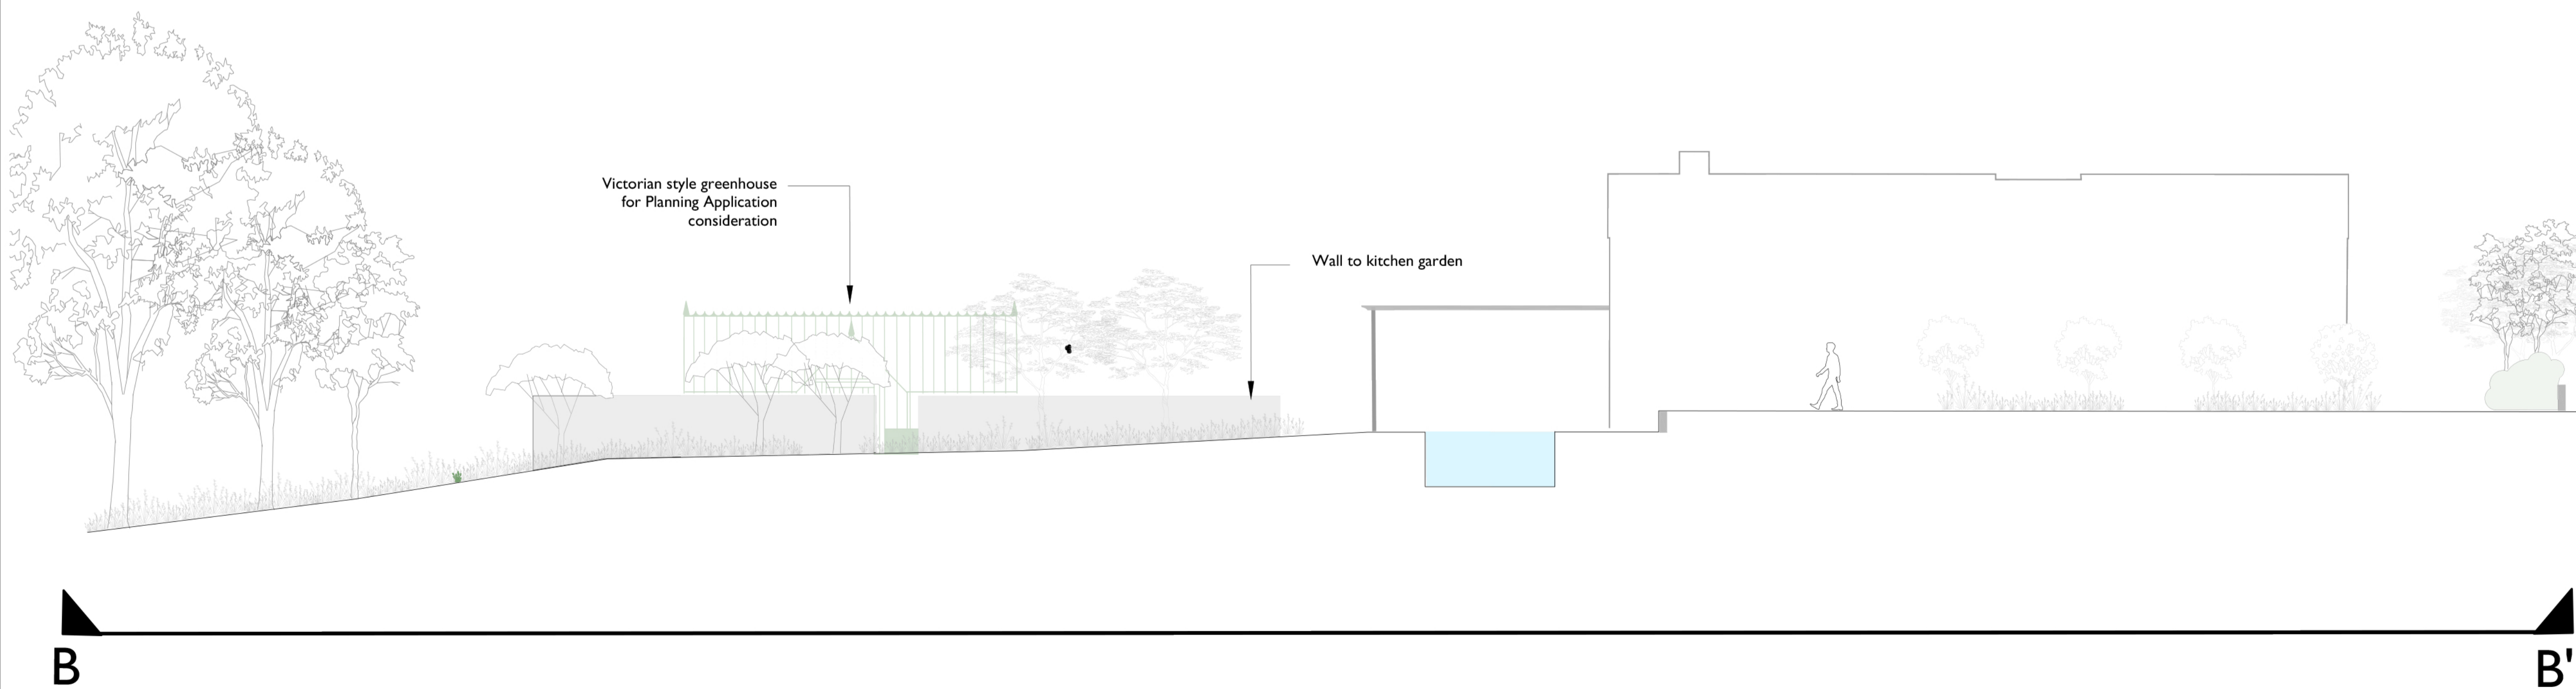 Victorian style greenhouse
for Planning Application
consideration
Wall to kitchen garden
B
B'